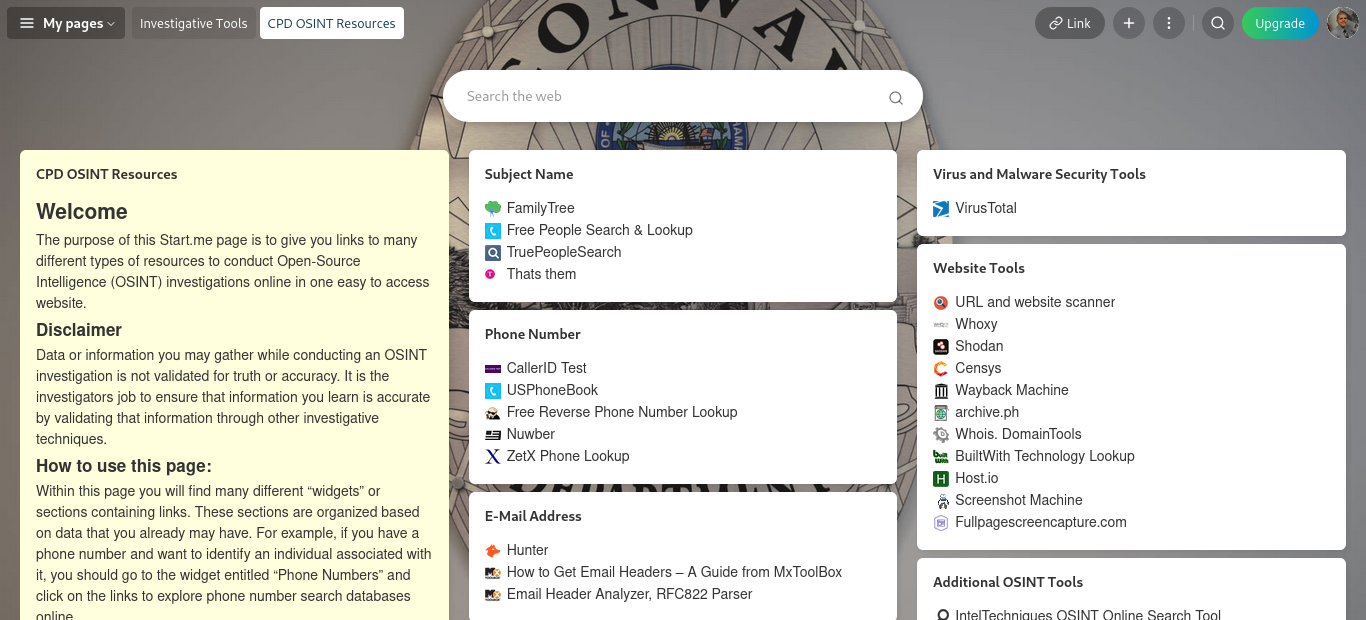 My pages
Investigative Tools
CPD OSINT Resources
Link
Upgrade
CONWAY
Search the web
CPD OSINT Resources
Welcome
The purpose of this Start.me page is to give you links to many
different types of resources to conduct Open-Source
Intelligence (OSINT) investigations online in one easy to access
website.
Disclaimer
Data or information you may gather while conducting an OSINT
investigation is not validated for truth or accuracy. It is the
investigators job to ensure that information you learn is accurate
by validating that information through other investigative
techniques.
How to use this page:
Within this page you will find many different “widgets” or
sections containing links. These sections are organized based
on data that you already may have. For example, if you have a
phone number and want to identify an individual associated with
it, you should go to the widget entitled “Phone Numbers” and
click on the links to explore phone number search databases
online.
Subject Name
FamilyTree
Free People Search & Lookup
TruePeopleSearch
Thats them
Phone Number
CallerID Test
USPhoneBook
Free Reverse Phone Number Lookup
Nuwber
ZetX Phone Lookup
DEPARTMENT
E-Mail Address
Hunter
How to Get Email Headers – A Guide from MxToolBox
Email Header Analyzer, RFC822 Parser
Virus and Malware Security Tools
VirusTotal
Website Tools
URL and website scanner
Whoxy
Shodan
Censys
Wayback Machine
archive.ph
Whois. DomainTools
BuiltWith Technology Lookup
Host.io
Screenshot Machine
Fullpagescreencapture.com
Additional OSINT Tools
IntelTechniques OSINT Online Search Tool